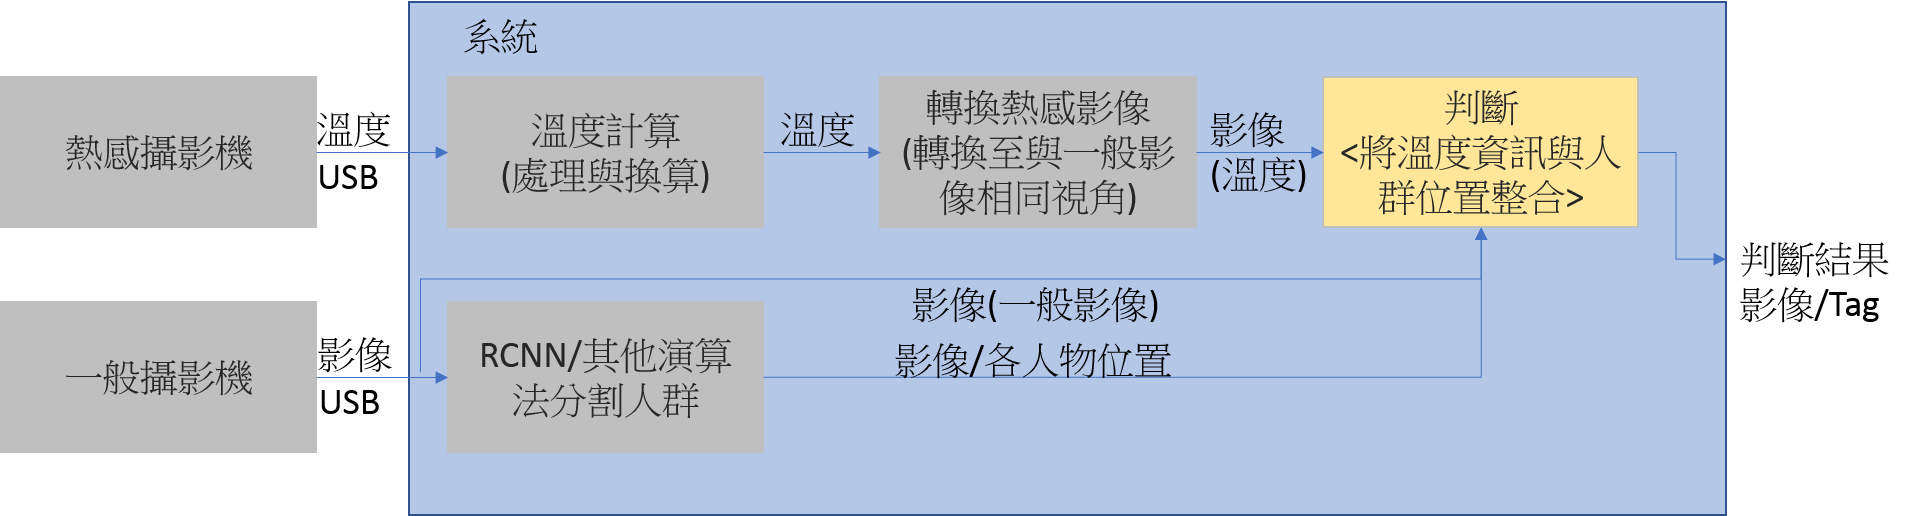 系統
熱感攝影機
溫度
USB
溫度計算
(處理與換算)
溫度
轉換熱感影像
(轉換至與一般影
像相同視角)
影像
(溫度)
判斷
<將溫度資訊與人
群位置整合>
判斷結果
影像/Tag
影像(一般影像)
一般攝影機
影像
USB
RCNN/其他演算
法分割人群
影像/各人物位置